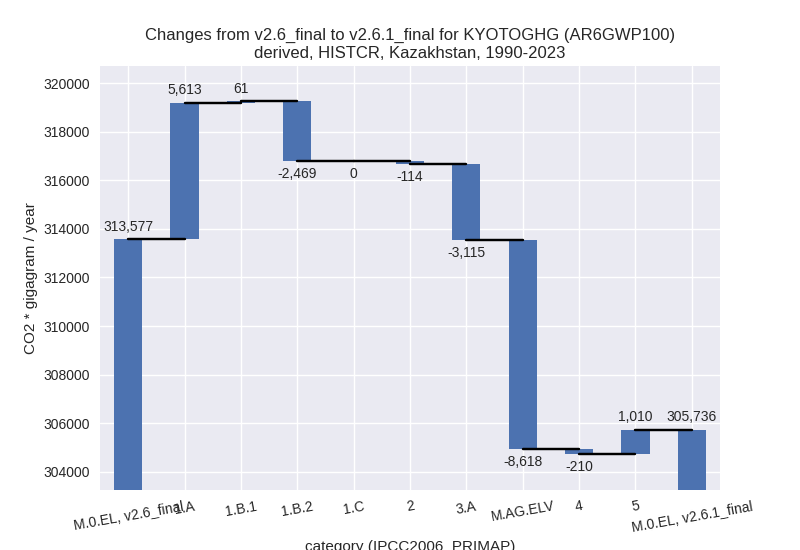 Changes from v2.6_final to v2.6.1_final for KYOTOGHG (AR6GWP100)
derived, HISTCR, Kazakhstan, 1990-2023
320000
318000
316000
314000
312000
310000
308000
306000
304000
CO2 * gigagram / year
313,577
5,613
61
-2,469
0
-114
-3,115
-8,618
-210
1,010
305,736
M.0.EL, v2.6_final
1.A
1.B.1
1.B.2
1.C
2
3.A
M.AG.ELV
4
5
M.0.EL, v2.6.1_final
category (IPCC2006_PRIMAP)